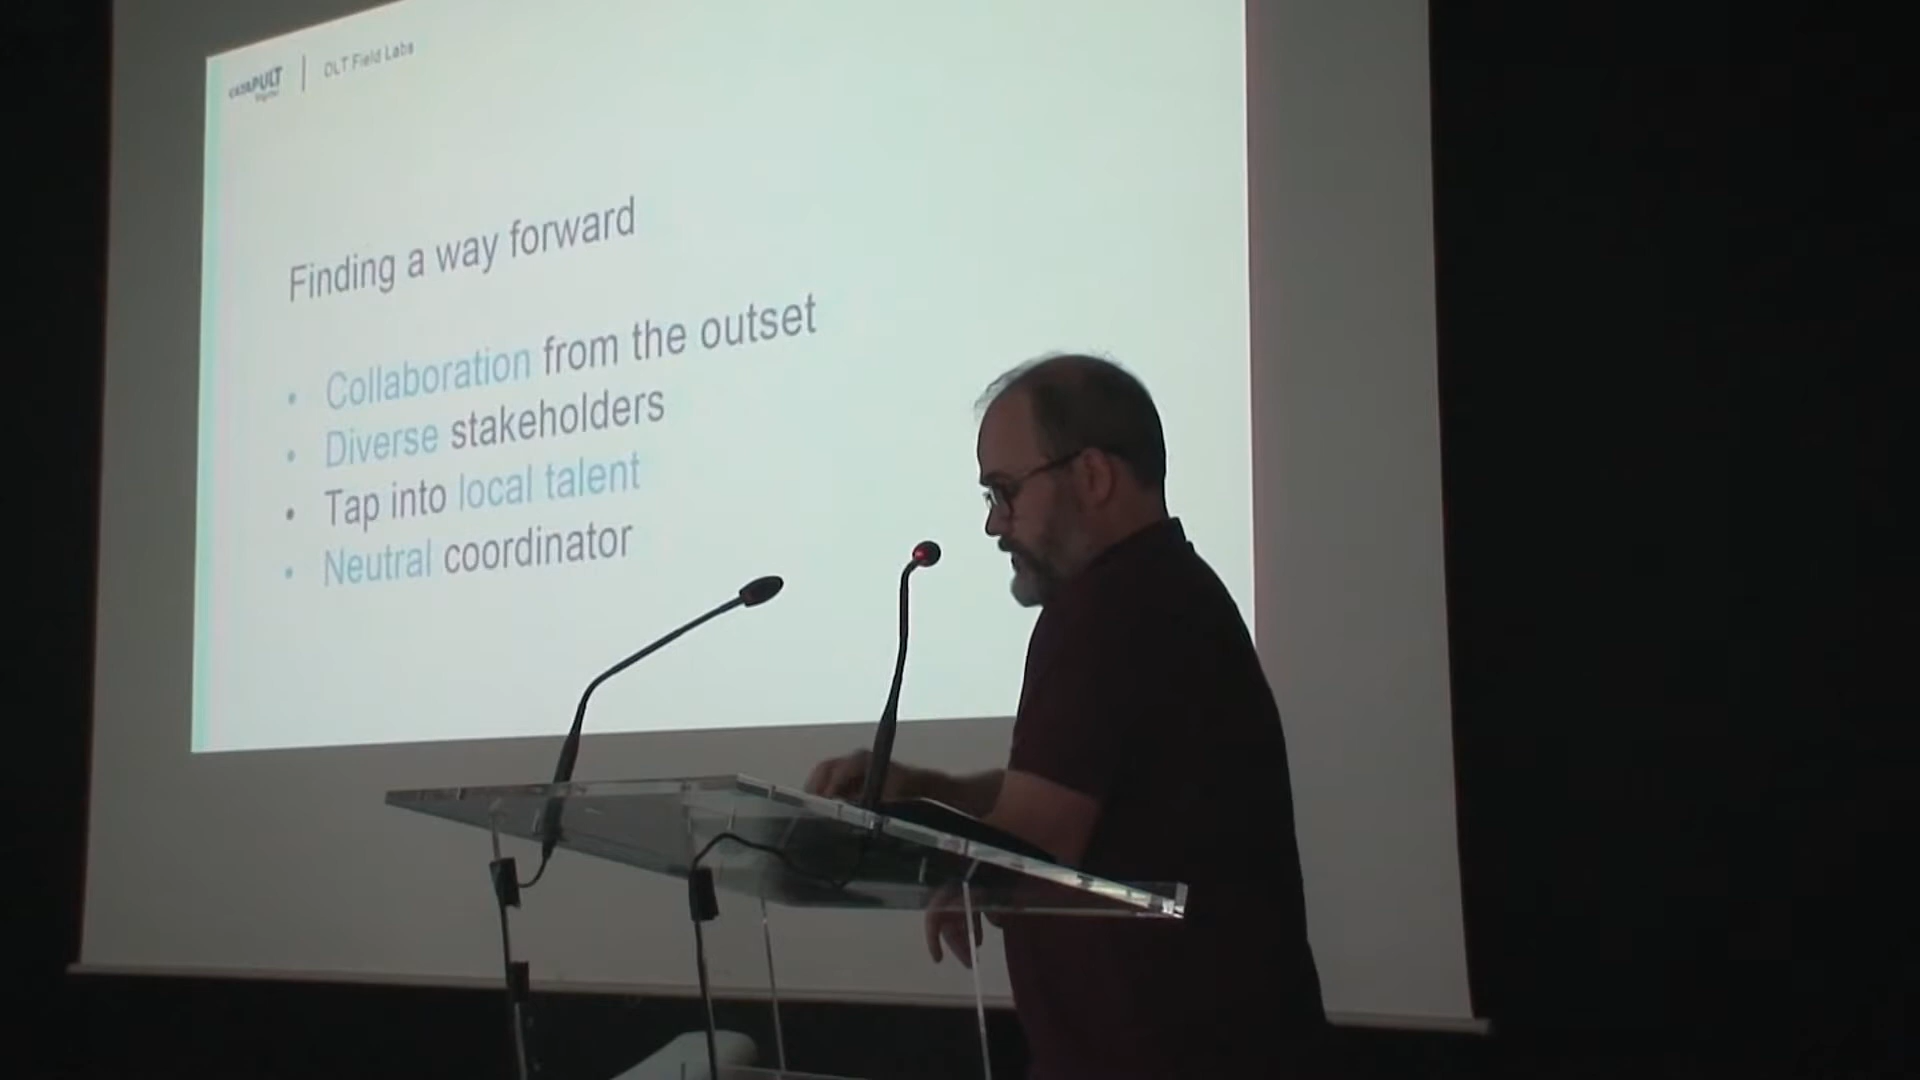 CATAPULT
Digital
OLT Field Labs
Finding a way forward
• Collaboration from the outset
• Diverse stakeholders
• Tap into local talent
• Neutral coordinator